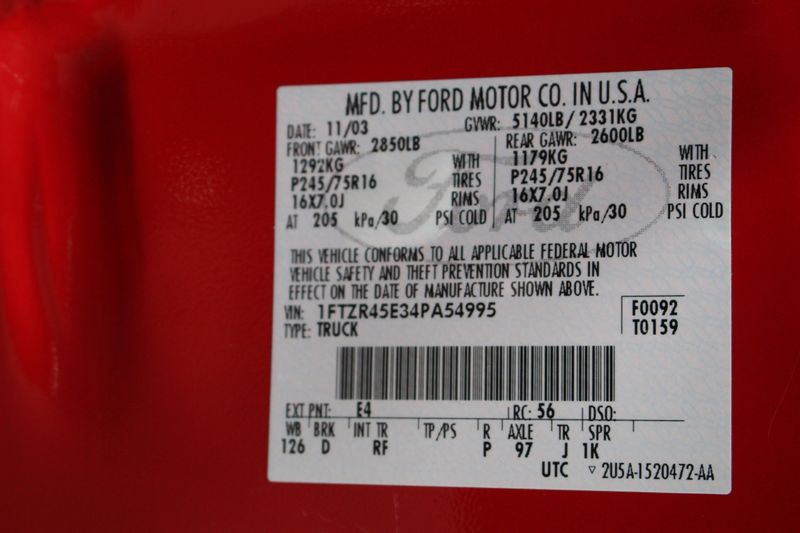 MFD. BY FORD MOTOR CO. IN U.S.A.
DATE: 11/03 GVWR: 5140LB/ 2331KG
FRONT GAWR: 2850LB REAR GAWR: 2600LB
1292KG WITH 1179KG WITH
P245/75R16 TIRES P245/75R16 TIRES
16X7.0J RIMS 16X7.0J RIMS
AT 205 kPa/30 PSI COLD AT 205 kPa/30 PSI COLD
Ford
THIS VEHICLE CONFORMS TO ALL APPLICABLE FEDERAL MOTOR
VEHICLE SAFETY AND THEFT PREVENTION STANDARDS IN
EFFECT ON THE DATE OF MANUFACTURE SHOWN ABOVE.
VIN: 1FTZR45E34PA54995 F0092
TYPE: TRUCK T0159
EXT PNT: E4 RC: 56 DSO:
WB BRK INT TR TP/PS R AXLE TR SPR
126 D RF P 97 J 1K
UTC ▽ 2U5A-1520472-AA